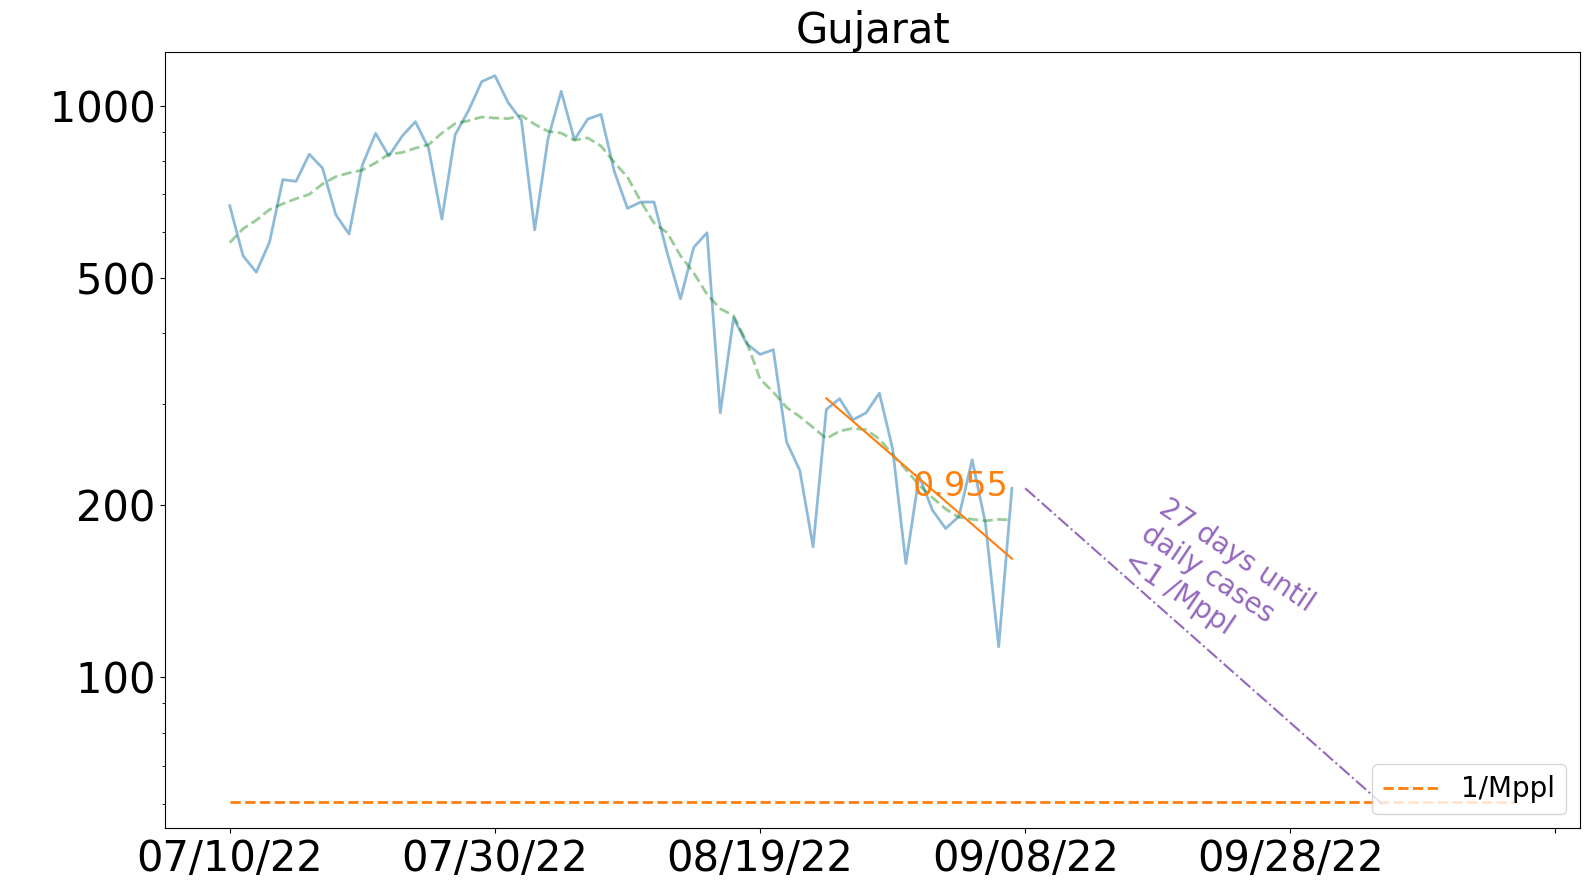 Gujarat
1000
500
200
100
0.955
27 days until
daily cases
<1 /Mppl
1/Mppl
07/10/22
07/30/22
08/19/22
09/08/22
09/28/22